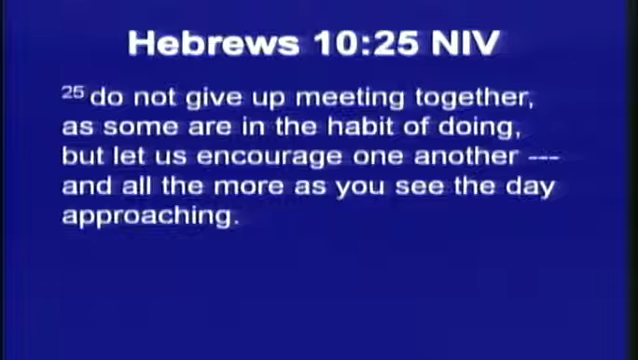 Hebrews 10:25 NIV
25 do not give up meeting together,
as some are in the habit of doing,
but let us encourage one another ---
and all the more as you see the day
approaching.